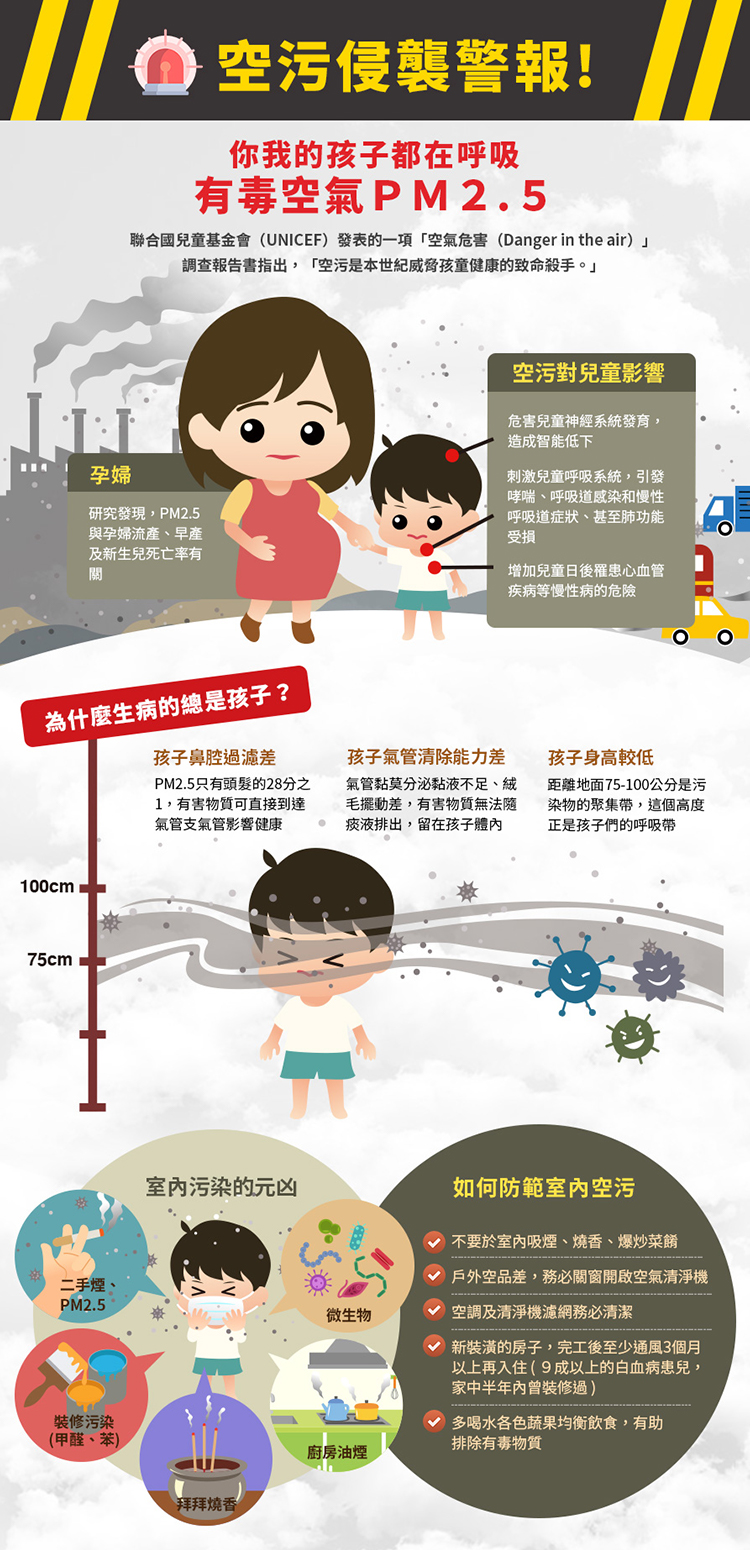 空污侵襲警報!
你我的孩子都在呼吸
有毒空氣PM2.5
聯合國兒童基金會（UNICEF）發表的一項「空氣危害（Danger in the air）」
調查報告書指出，「空污是本世紀威脅孩童健康的致命殺手。」
空污對兒童影響
危害兒童神經系統發育，
造成智能低下
刺激兒童呼吸系統，引發
哮喘、呼吸道感染和慢性
呼吸道症狀、甚至肺功能
受損
增加兒童日後罹患心血管
疾病等慢性病的危險
孕婦
研究發現，PM2.5
與孕婦流產、早產
及新生兒死亡率有
關
為什麼生病的總是孩子？
孩子鼻腔過濾差
PM2.5只有頭髮的28分之
1，有害物質可直接到達
氣管支氣管影響健康
孩子氣管清除能力差
氣管黏莫分泌黏液不足、絨
毛擺動差，有害物質無法隨
痰液排出，留在孩子體內
孩子身高較低
距離地面75-100公分是污
染物的聚集帶，這個高度
正是孩子們的呼吸帶
100cm
75cm
室內污染的元凶
二手煙、
PM2.5
微生物
裝修污染
(甲醛、苯)
廚房油煙
拜拜燒香
如何防範室內空污
不要於室內吸煙、燒香、爆炒菜餚
戶外空品差，務必關窗開啟空氣清淨機
空調及清淨機濾網務必清潔
新裝潢的房子，完工後至少通風3個月
以上再入住（９成以上的白血病患兒，
家中半年內曾裝修過）
多喝水各色蔬果均衡飲食，有助
排除有毒物質